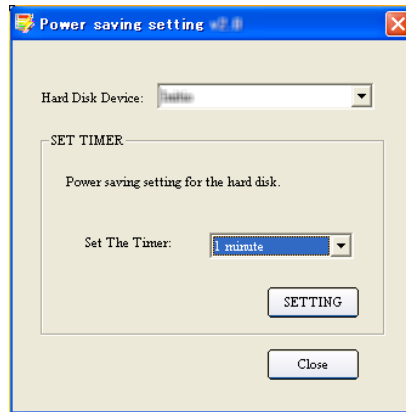 Power saving setting
Hard Disk Device:
SET TIMER
Power saving setting for the hard disk.
Set The Timer: 1 minute
SETTING
Close